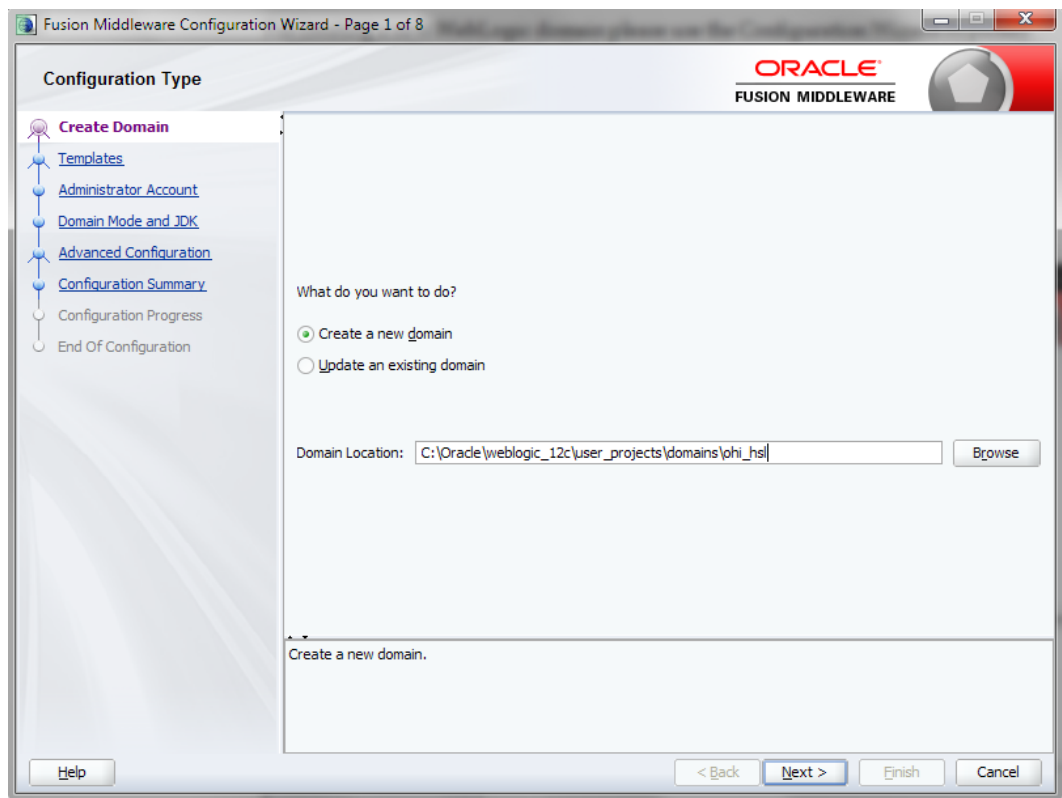 Fusion Middleware Configuration Wizard - Page 1 of 8
Configuration Type
ORACLE
FUSION MIDDLEWARE
Create Domain
Templates
Administrator Account
Domain Mode and JDK
Advanced Configuration
Configuration Summary
Configuration Progress
End Of Configuration
What do you want to do?
Create a new domain
Update an existing domain
Domain Location: C:\Oracle\weblogic_12c\user_projects\domains\ohi_hsl Browse
Create a new domain.
Help < Back Next > Finish Cancel